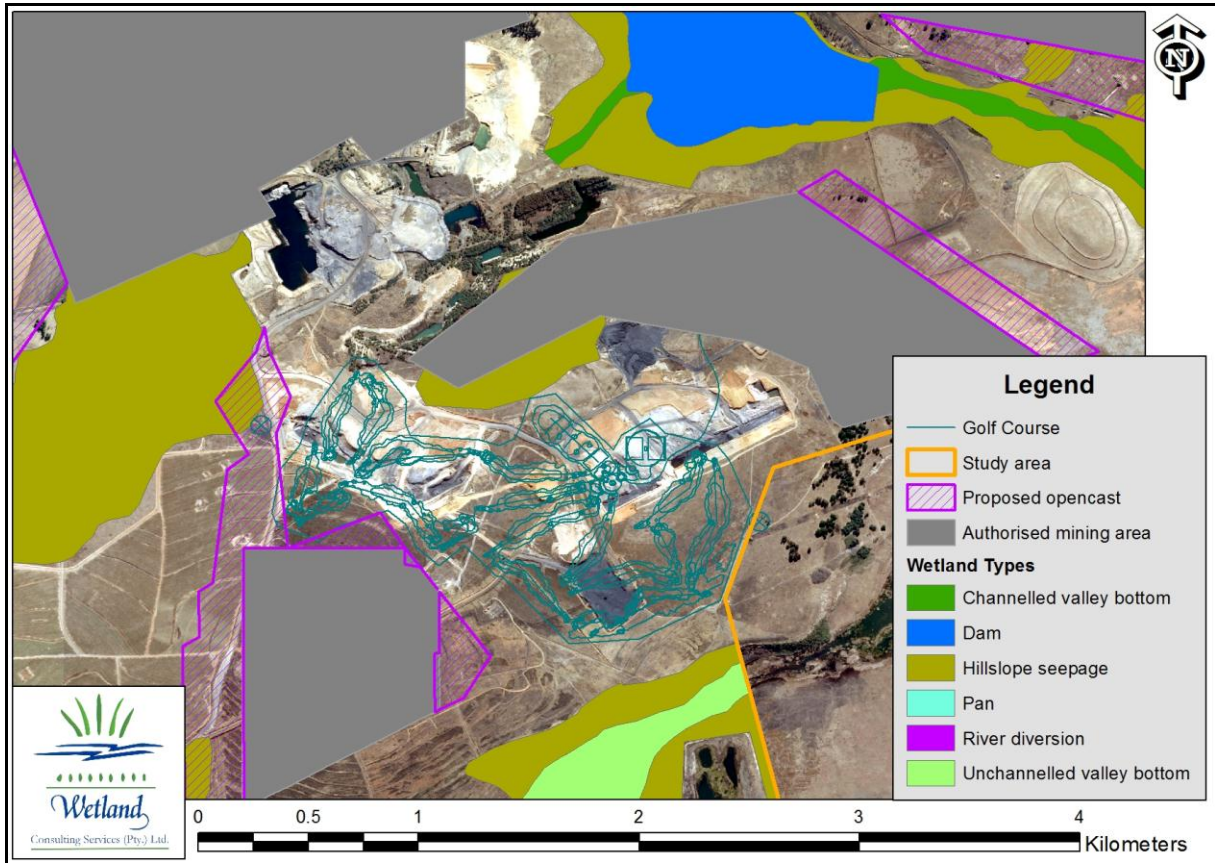 N
Legend
Golf Course
Study area
Proposed opencast
Authorised mining area
Wetland Types
Channelled valley bottom
Dam
Hillslope seepage
Pan
River diversion
Unchannelled valley bottom
Wetland
Consulting Services (Pty.) Ltd.
0 0.5 1 2 3 4
Kilometers